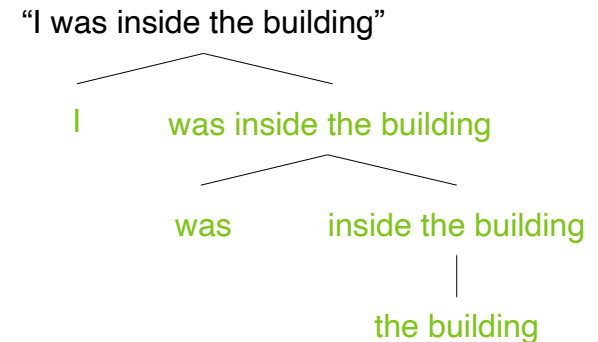 “I was inside the building”
I was inside the building
was inside the building
the building